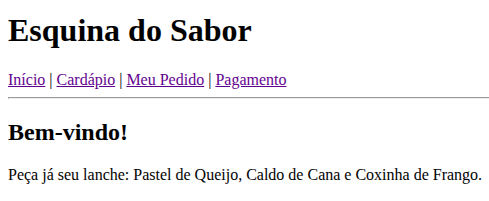 Esquina do Sabor
Início | Cardápio | Meu Pedido | Pagamento
Bem-vindo!
Peça já seu lanche: Pastel de Queijo, Caldo de Cana e Coxinha de Frango.